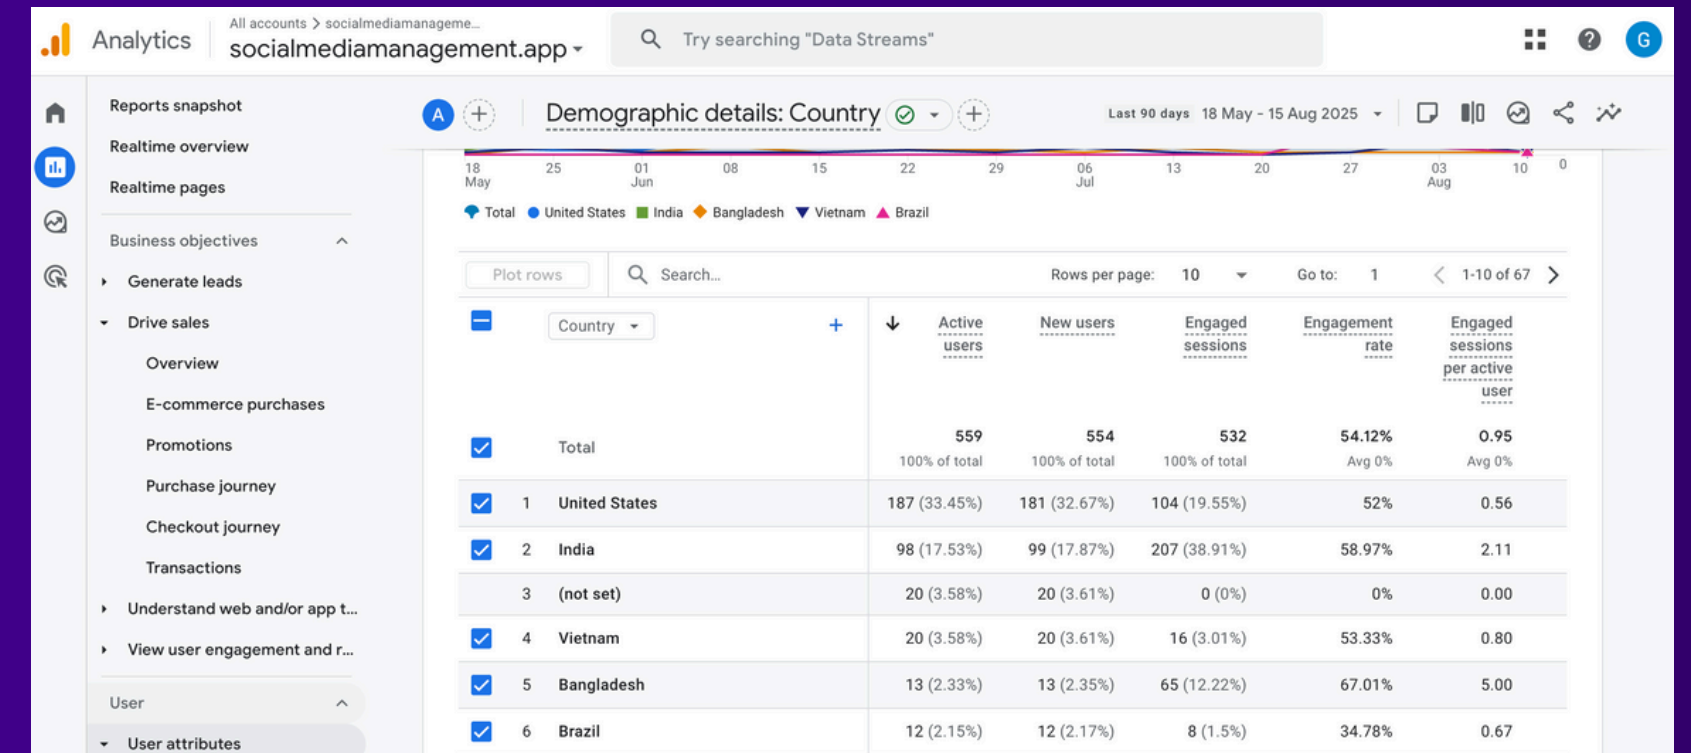 All accounts > socialmediamanageme...
Analytics
socialmediamanagement.app
Try searching "Data Streams"
G
Reports snapshot
Realtime overview
Realtime pages
Business objectives
Generate leads
Drive sales
Overview
E-commerce purchases
Promotions
Purchase journey
Checkout journey
Transactions
Understand web and/or app t...
View user engagement and r...
User
User attributes
A
Demographic details: Country
Last 90 days 18 May - 15 Aug 2025
18 May
25
01 Jun
08
15
22
29
06 Jul
13
20
27
03 Aug
10
0
Total United States India Bangladesh Vietnam Brazil
Plot rows
Search...
Rows per page: 10
Go to: 1
1-10 of 67
Country
Active users
New users
Engaged sessions
Engagement rate
Engaged sessions per active user
Total 559 554 532 54.12% 0.95
100% of total 100% of total 100% of total Avg 0% Avg 0%
1 United States 187 (33.45%) 181 (32.67%) 104 (19.55%) 52% 0.56
2 India 98 (17.53%) 99 (17.87%) 207 (38.91%) 58.97% 2.11
3 (not set) 20 (3.58%) 20 (3.61%) 0 (0%) 0% 0.00
4 Vietnam 20 (3.58%) 20 (3.61%) 16 (3.01%) 53.33% 0.80
5 Bangladesh 13 (2.33%) 13 (2.35%) 65 (12.22%) 67.01% 5.00
6 Brazil 12 (2.15%) 12 (2.17%) 8 (1.5%) 34.78% 0.67